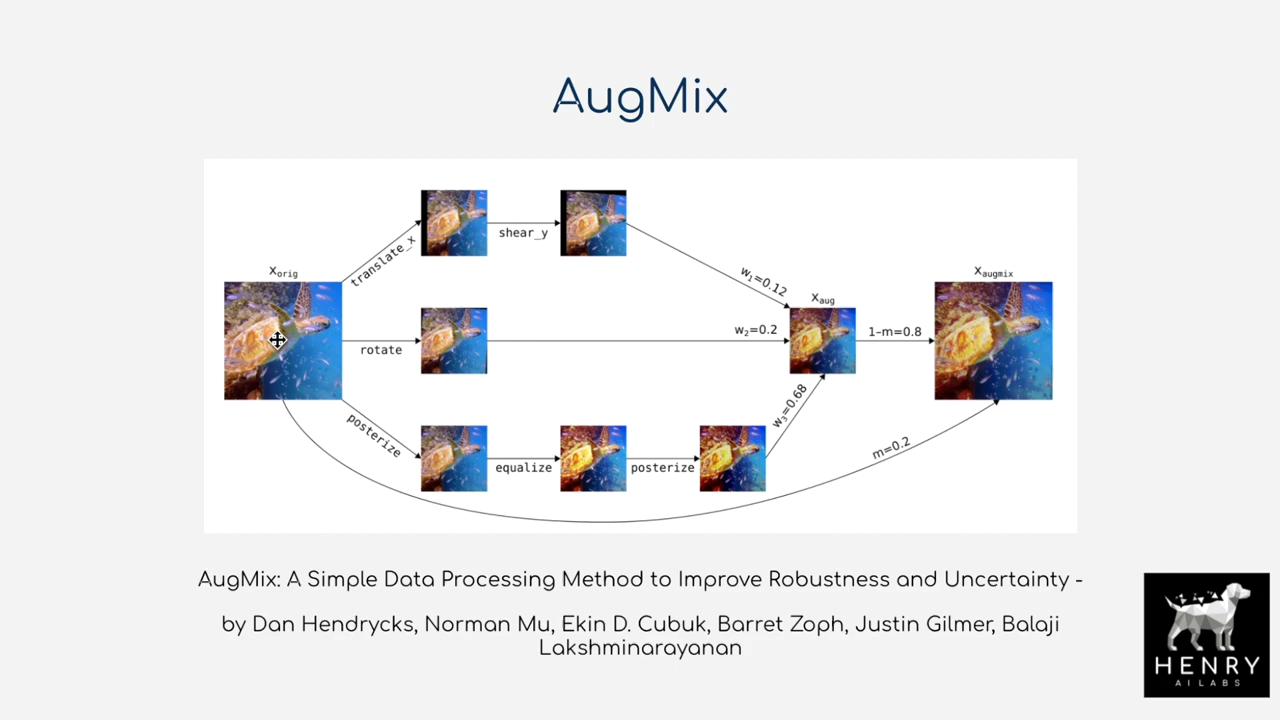 AugMix
translate_x
shear_y
w₁=0.12
x_orig
rotate
w₂=0.2
x_aug
1-m=0.8
x_augmix
posterize
equalize
posterize
w₃=0.68
m=0.2
AugMix: A Simple Data Processing Method to Improve Robustness and Uncertainty -
by Dan Hendrycks, Norman Mu, Ekin D. Cubuk, Barret Zoph, Justin Gilmer, Balaji
Lakshminarayanan
HENRY
AI LABS